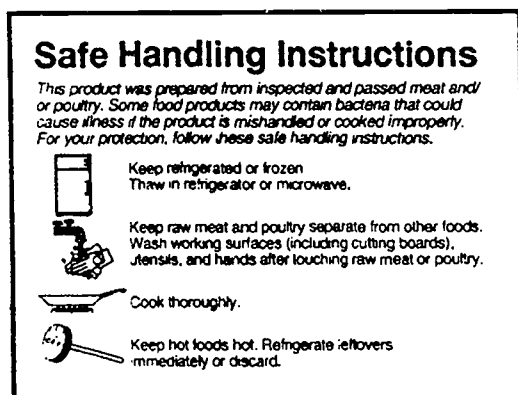 Safe Handling Instructions
This product was prepared from inspected and passed meat and/
or poultry. Some food products may contain bacteria that could
cause illness if the product is mishandled or cooked improperly.
For your protection, follow these safe handling instructions.
Keep refrigerated or frozen
Thaw in refrigerator or microwave.
Keep raw meat and poultry separate from other foods.
Wash working surfaces (including cutting boards),
utensils, and hands after touching raw meat or poultry.
Cook thoroughly.
Keep hot foods hot. Refrigerate leftovers
immediately or discard.